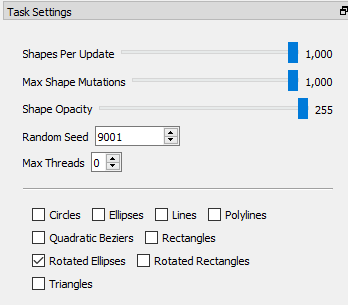 Task Settings
Shapes Per Update 1,000
Max Shape Mutations 1,000
Shape Opacity 255
Random Seed 9001
Max Threads 0
Circles Ellipses Lines Polylines
Quadratic Beziers Rectangles
Rotated Ellipses Rotated Rectangles
Triangles